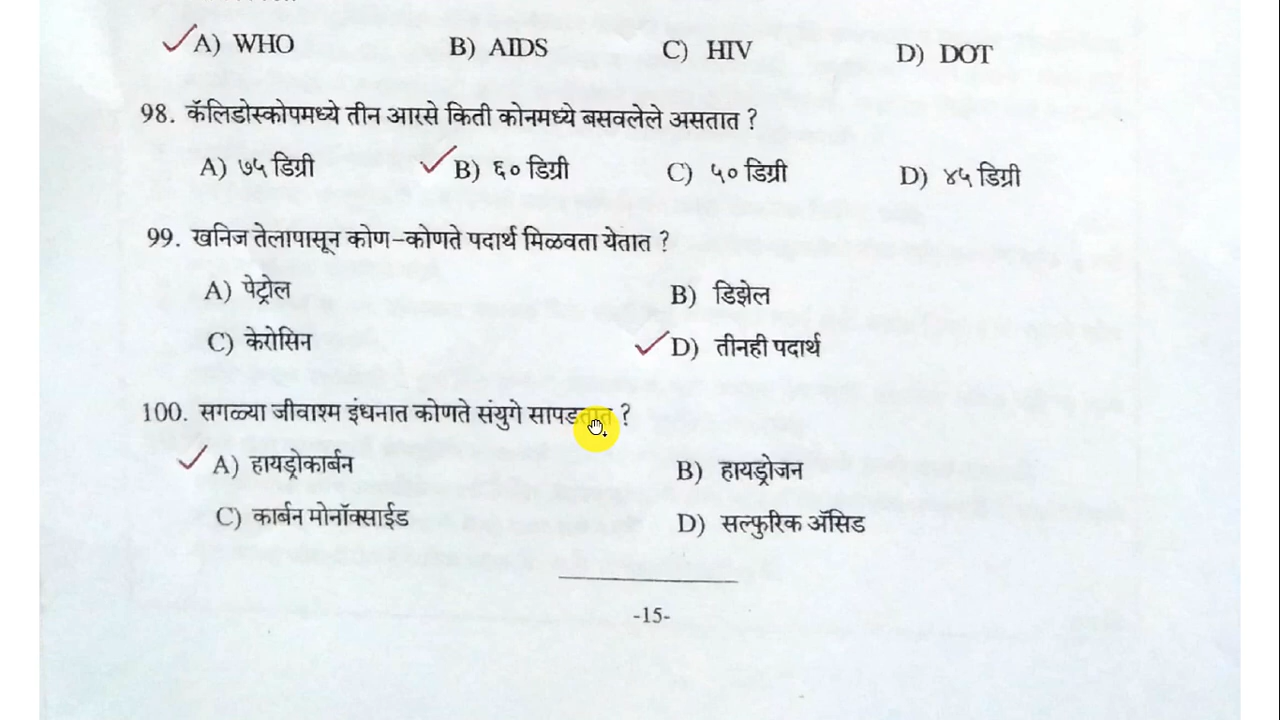 A) WHO B) AIDS C) HIV D) DOT
98. कॅलिडोस्कोपमध्ये तीन आरसे किती कोनमध्ये बसवलेले असतात ?
A) ७५ डिग्री B) ६० डिग्री C) ५० डिग्री D) ४५ डिग्री
99. खनिज तेलापासून कोण-कोणते पदार्थ मिळवता येतात ?
A) पेट्रोल B) डिझेल
C) केरोसिन D) तीनही पदार्थ
100. सगळ्या जीवाश्म इंधनात कोणते संयुगे सापडतात ?
A) हायड्रोकार्बन B) हायड्रोजन
C) कार्बन मोनॉक्साईड D) सल्फुरिक ॲसिड
-15-